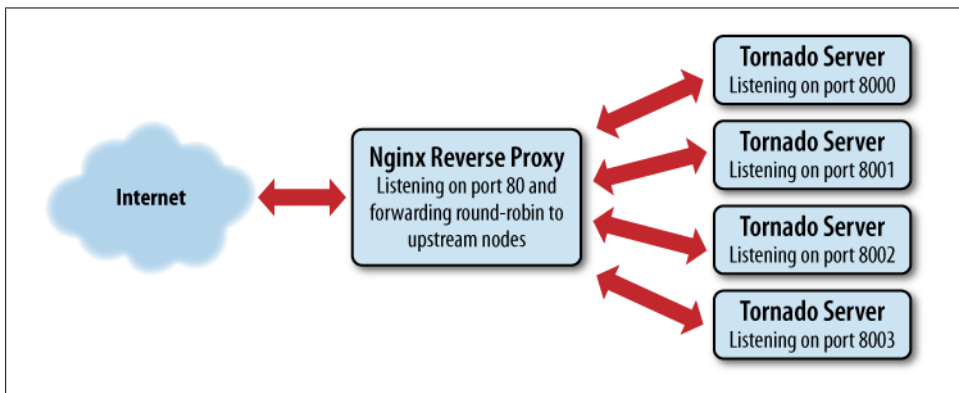 Internet
Nginx Reverse Proxy
Listening on port 80 and
forwarding round-robin to
upstream nodes
Tornado Server
Listening on port 8000
Tornado Server
Listening on port 8001
Tornado Server
Listening on port 8002
Tornado Server
Listening on port 8003